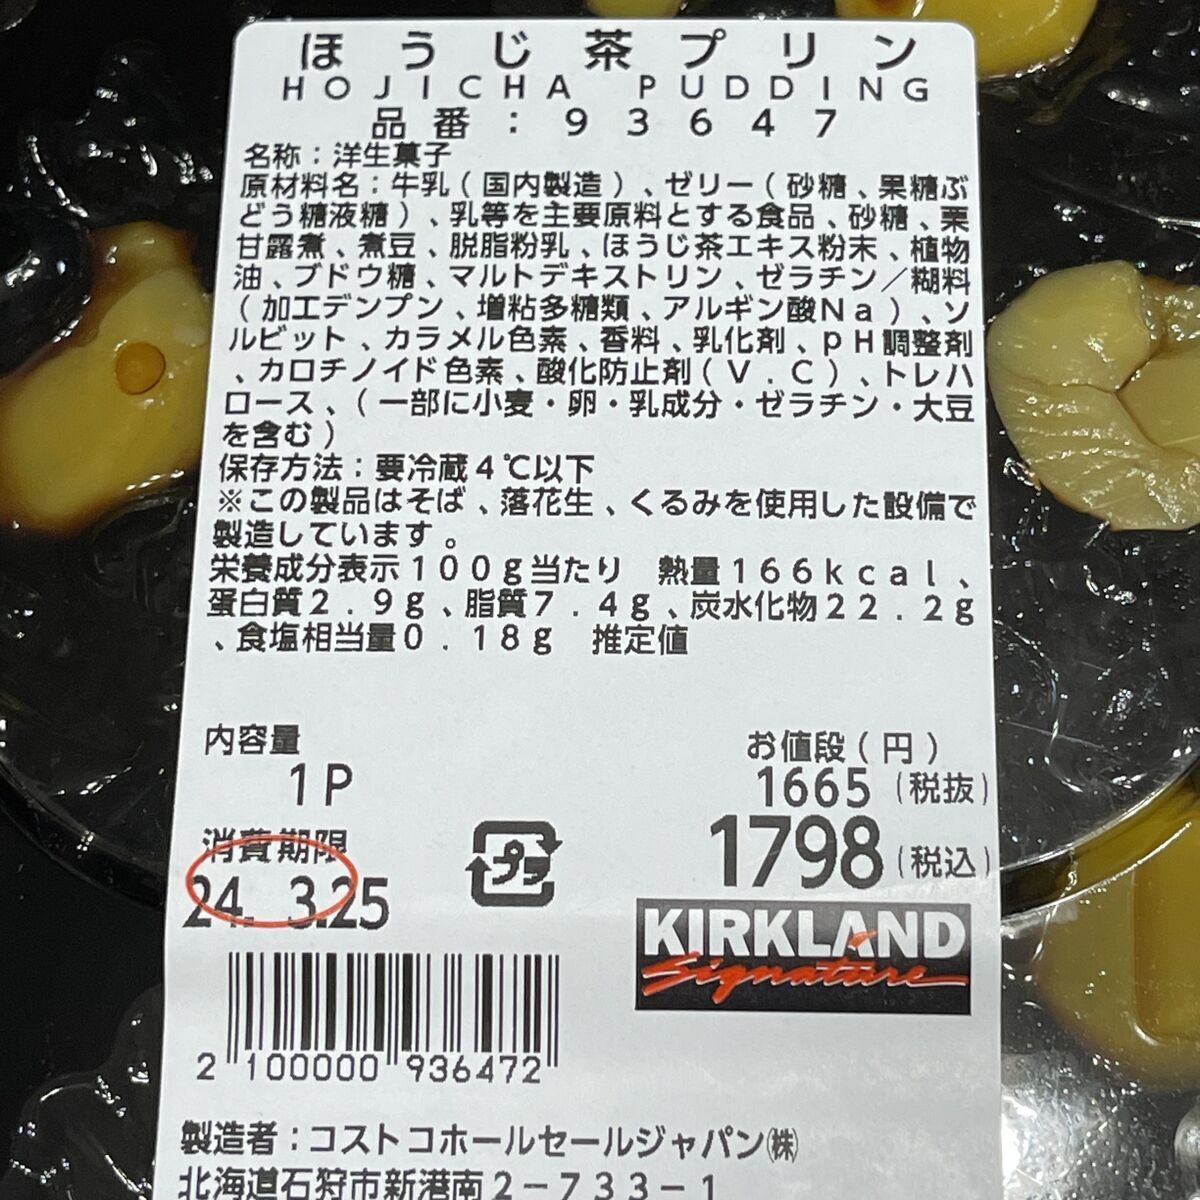 ほうじ茶プリン
HOJICHA PUDDING
品番：93647
名称：洋生菓子
原材料名：牛乳（国内製造）、ゼリー（砂糖、果糖ぶ
どう糖液糖）、乳等を主要原料とする食品、砂糖、栗
甘露煮、煮豆、脱脂粉乳、ほうじ茶エキス粉末、植物
油、ブドウ糖、マルトデキストリン、ゼラチン／糊料
（加工デンプン、増粘多糖類、アルギン酸Na）、ソ
ルビット、カラメル色素、香料、乳化剤、pH調整剤
、カロチノイド色素、酸化防止剤（V.C）、トレハ
ロース、（一部に小麦・卵・乳成分・ゼラチン・大豆
を含む）
保存方法：要冷蔵4℃以下
※この製品はそば、落花生、くるみを使用した設備で
製造しています。
栄養成分表示100g当たり 熱量166kcal、
蛋白質2.9g、脂質7.4g、炭水化物22.2g
、食塩相当量0.18g 推定値
内容量
1P
お値段（円）
1665（税抜）
1798（税込）
消費期限
24. 3.25
プラ
KIRKLAND
Signature
2 100000 936472
製造者：コストコホールセールジャパン㈱
北海道石狩市新港南2－733－1